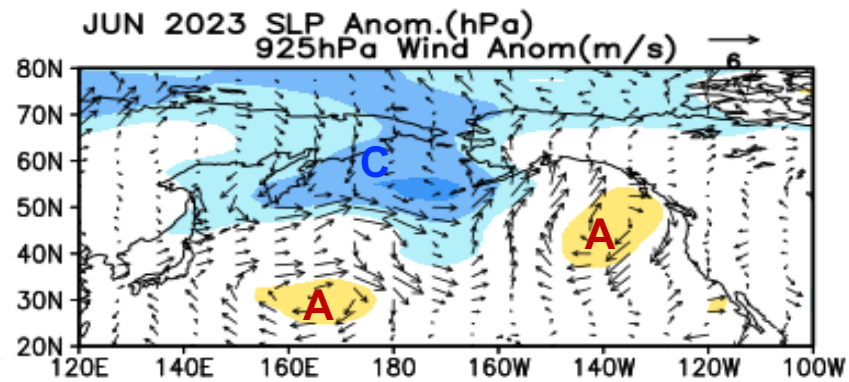 JUN 2023 SLP Anom.(hPa)
925hPa Wind Anom(m/s)
6
80N
70N
60N
50N
40N
30N
20N
C
A
A
120E 140E 160E 180 160W 140W 120W 100W